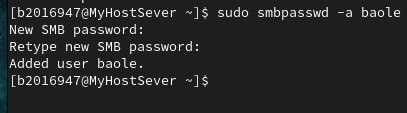 [b2016947@MyHostSever ~]$ sudo smbpasswd -a baole
New SMB password:
Retype new SMB password:
Added user baole.
[b2016947@MyHostSever ~]$